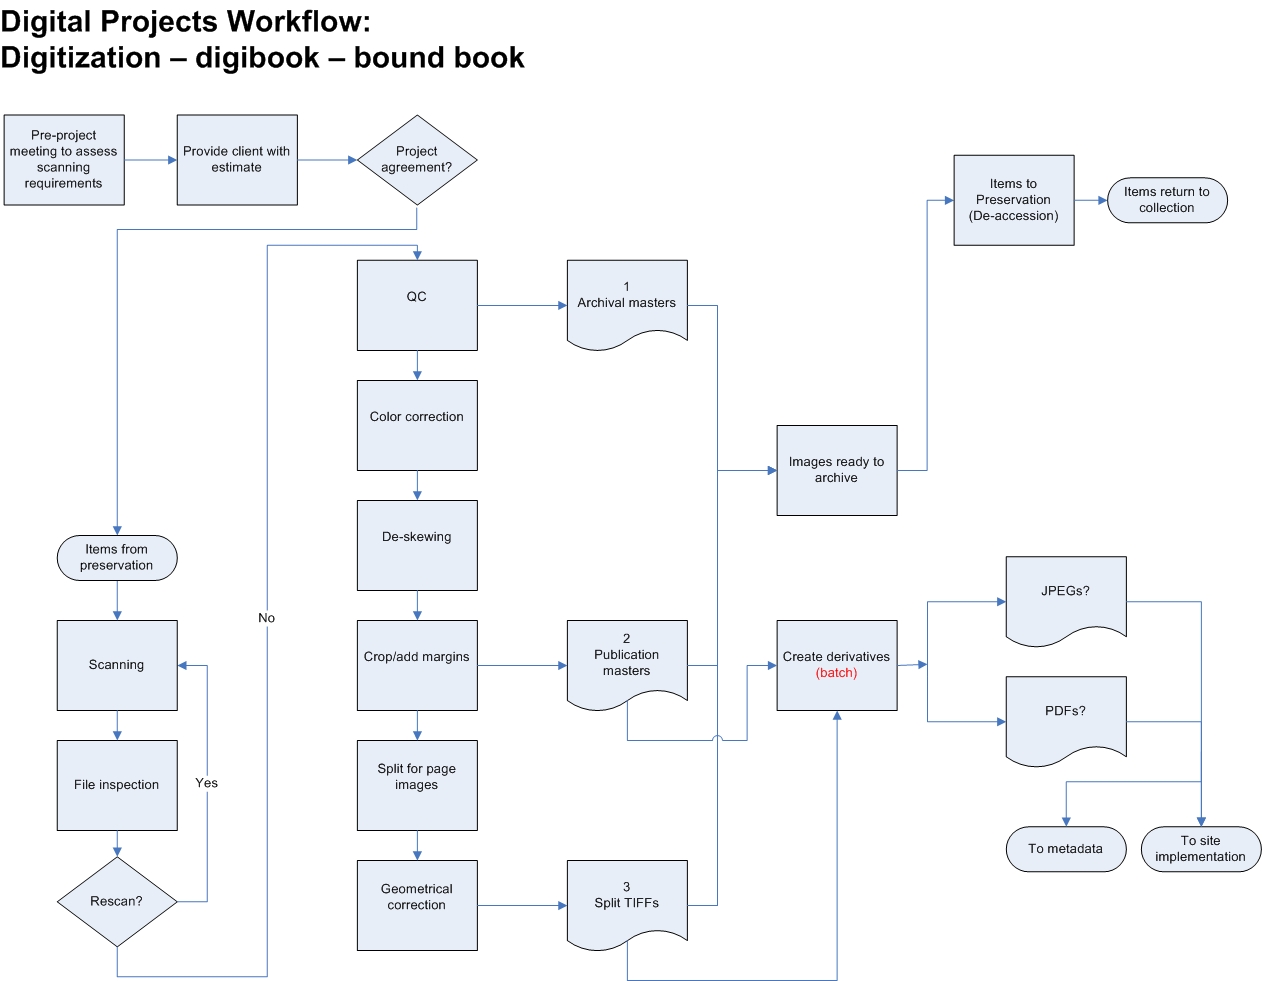 Digital Projects Workflow:
Digitization – digibook – bound book
Pre-project
meeting to assess
scanning
requirements
Provide client with
estimate
Project
agreement?
Items to
Preservation
(De-accession)
Items return to
collection
QC
1
Archival masters
Color correction
Images ready to
archive
De-skewing
Items from
preservation
No
Scanning
Crop/add margins
2
Publication
masters
Create derivatives
(batch)
JPEGs?
PDFs?
File inspection
Yes
Split for page
images
To metadata
To site
implementation
Rescan?
Geometrical
correction
3
Split TIFFs